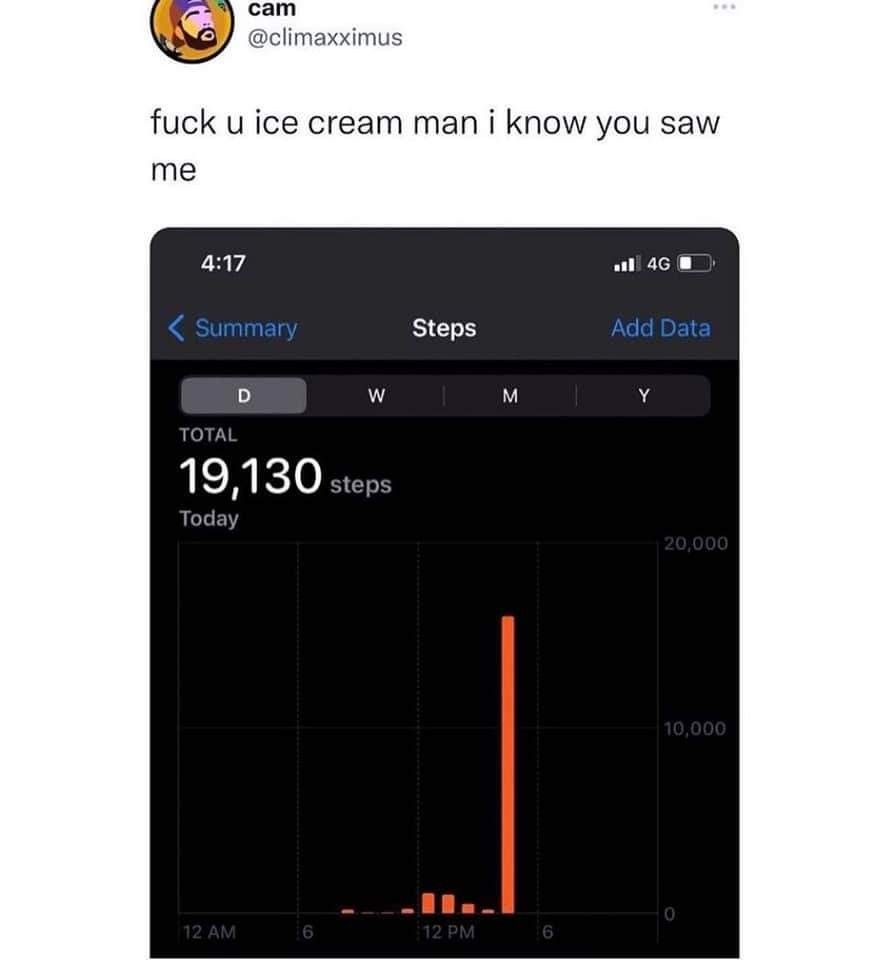 cam
@climaxximus
fuck u ice cream man i know you saw
me
4:17
4G
Summary
Steps
Add Data
D
W
M
Y
TOTAL
19,130 steps
Today
20,000
10,000
0
12 AM
6
12 PM
6